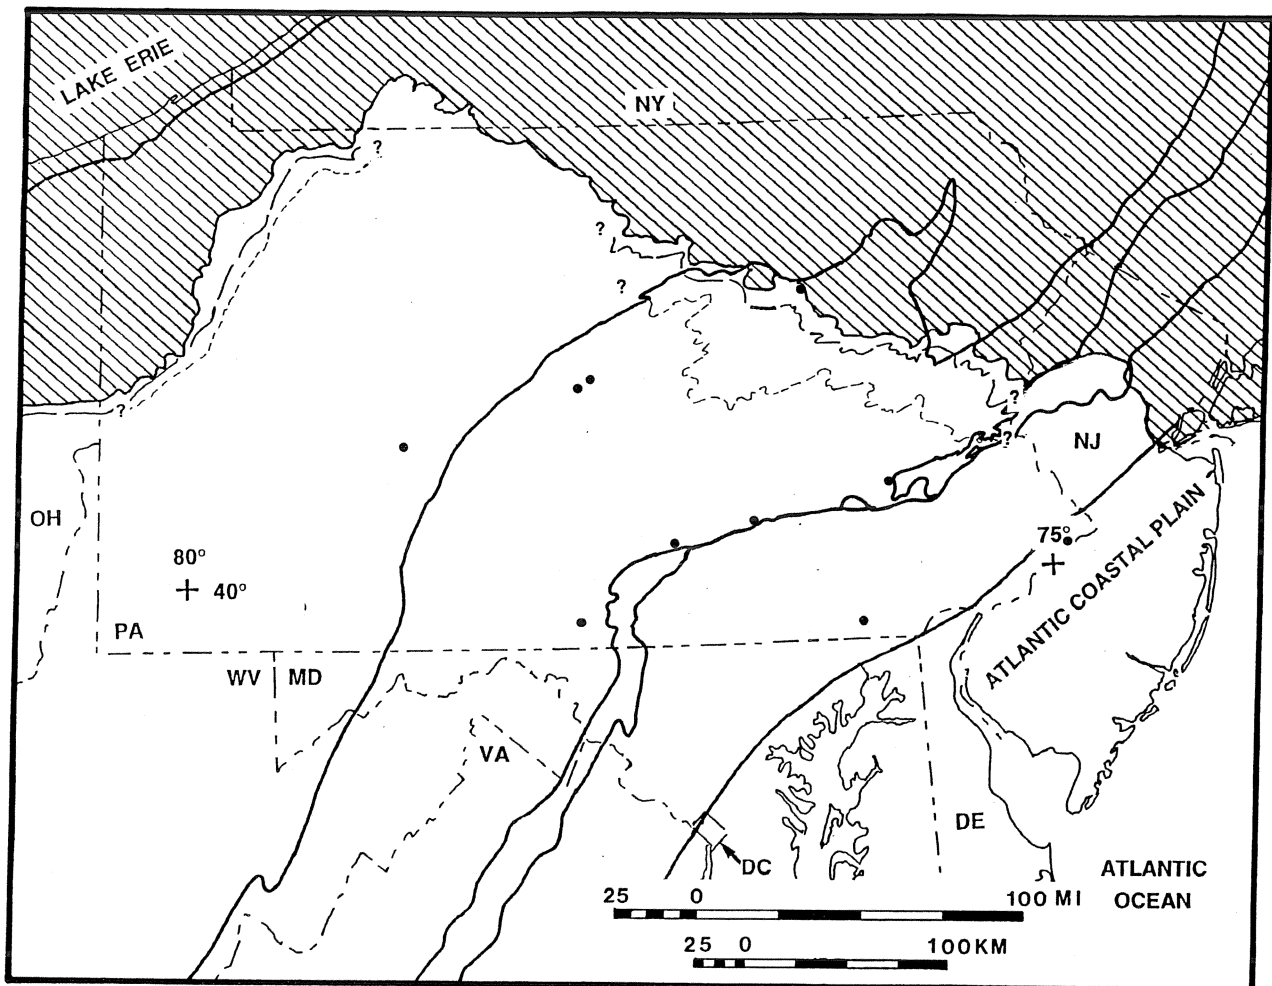 LAKE ERIE
NY
?
?
?
?
?
?
NJ
OH
75°
80°
40°
ATLANTIC COASTAL PLAIN
PA
WV MD
VA
DE
DC
ATLANTIC
OCEAN
25 0 100 MI
25 0 100 KM